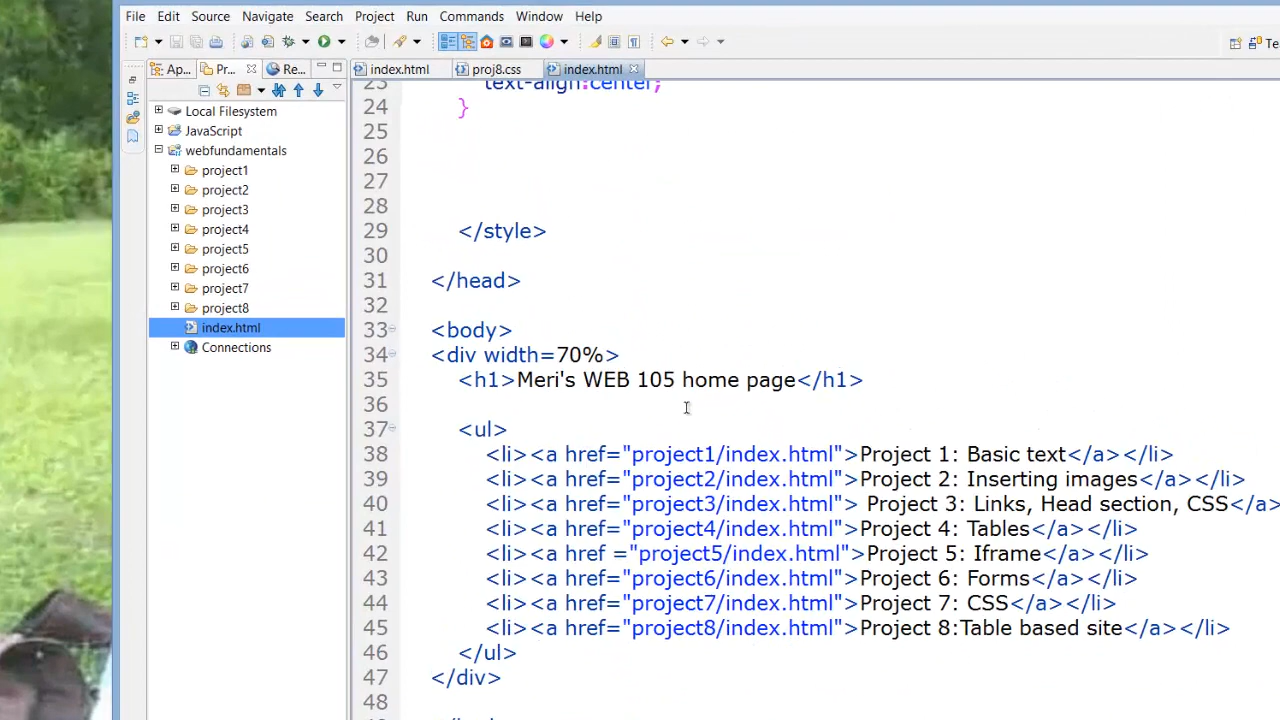 File Edit Source Navigate Search Project Run Commands Window Help
Te
Ap... Pr... Re... index.html proj8.css index.html
Local Filesystem
JavaScript
webfundamentals
project1
project2
project3
project4
project5
project6
project7
project8
index.html
Connections
23 text-align:center;
24 }
25
26
27
28
29 </style>
30
31 </head>
32
33 <body>
34 <div width=70%>
35 <h1>Meri's WEB 105 home page</h1>
36
37 <ul>
38 <li><a href="project1/index.html">Project 1: Basic text</a></li>
39 <li><a href="project2/index.html">Project 2: Inserting images</a></li>
40 <li><a href="project3/index.html"> Project 3: Links, Head section, CSS</a>
41 <li><a href="project4/index.html">Project 4: Tables</a></li>
42 <li><a href ="project5/index.html">Project 5: Iframe</a></li>
43 <li><a href="project6/index.html">Project 6: Forms</a></li>
44 <li><a href="project7/index.html">Project 7: CSS</a></li>
45 <li><a href="project8/index.html">Project 8:Table based site</a></li>
46 </ul>
47 </div>
48